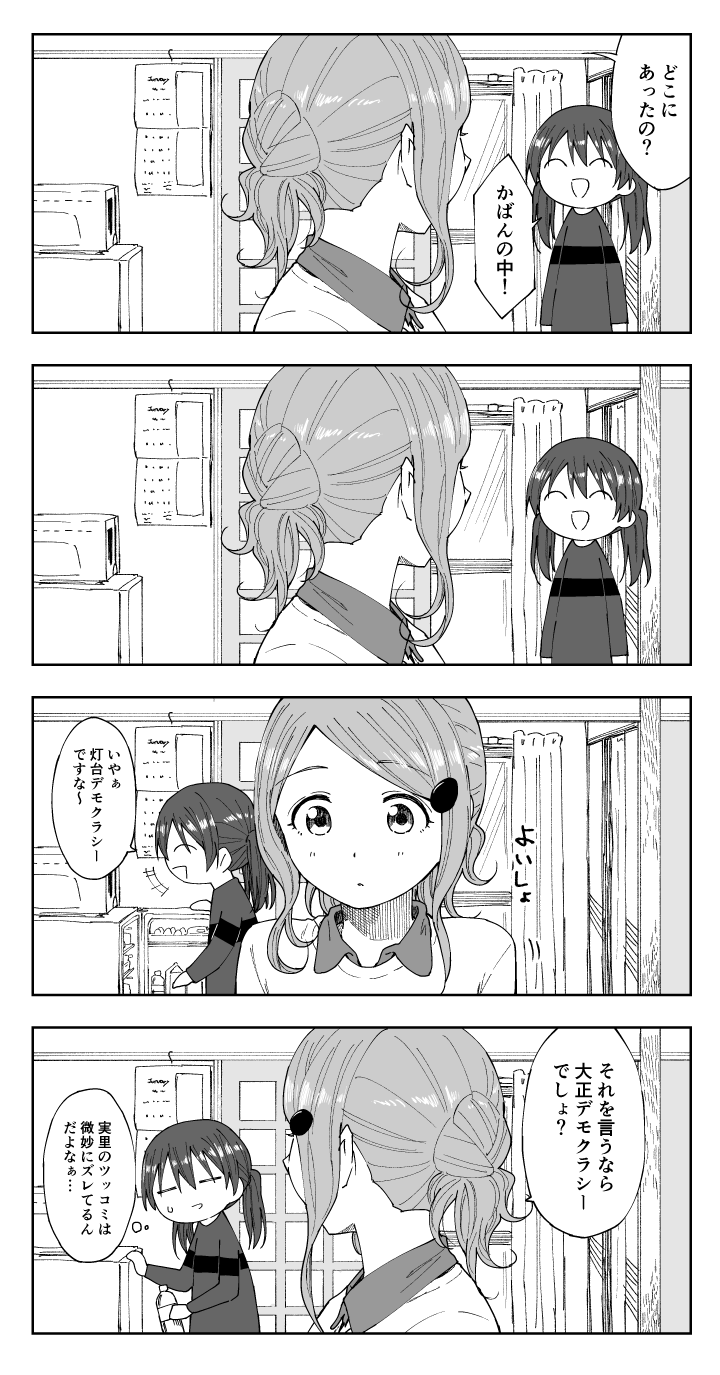 どこに
あったの？
かばんの中！
いやぁ
灯台デモクラシー
ですな～
よいしょ
それを言うなら
大正デモクラシー
でしょ？
実里のツッコミは
微妙にズレてるん
だよなぁ…